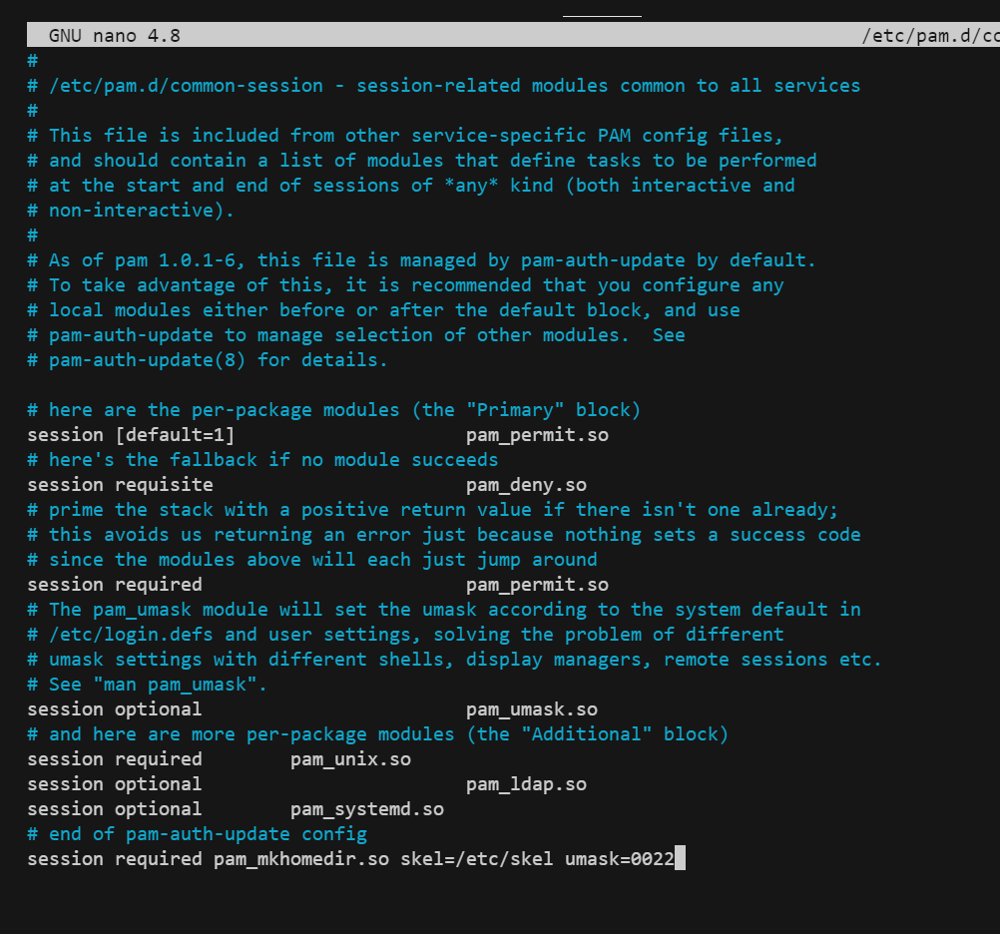 GNU nano 4.8 /etc/pam.d/co
#
# /etc/pam.d/common-session - session-related modules common to all services
#
# This file is included from other service-specific PAM config files,
# and should contain a list of modules that define tasks to be performed
# at the start and end of sessions of *any* kind (both interactive and
# non-interactive).
#
# As of pam 1.0.1-6, this file is managed by pam-auth-update by default.
# To take advantage of this, it is recommended that you configure any
# local modules either before or after the default block, and use
# pam-auth-update to manage selection of other modules.  See
# pam-auth-update(8) for details.

# here are the per-package modules (the "Primary" block)
session [default=1]                     pam_permit.so
# here's the fallback if no module succeeds
session requisite                       pam_deny.so
# prime the stack with a positive return value if there isn't one already;
# this avoids us returning an error just because nothing sets a success code
# since the modules above will each just jump around
session required                        pam_permit.so
# The pam_umask module will set the umask according to the system default in
# /etc/login.defs and user settings, solving the problem of different
# umask settings with different shells, display managers, remote sessions etc.
# See "man pam_umask".
session optional                        pam_umask.so
# and here are more per-package modules (the "Additional" block)
session required        pam_unix.so
session optional                        pam_ldap.so
session optional        pam_systemd.so
# end of pam-auth-update config
session required pam_mkhomedir.so skel=/etc/skel umask=0022